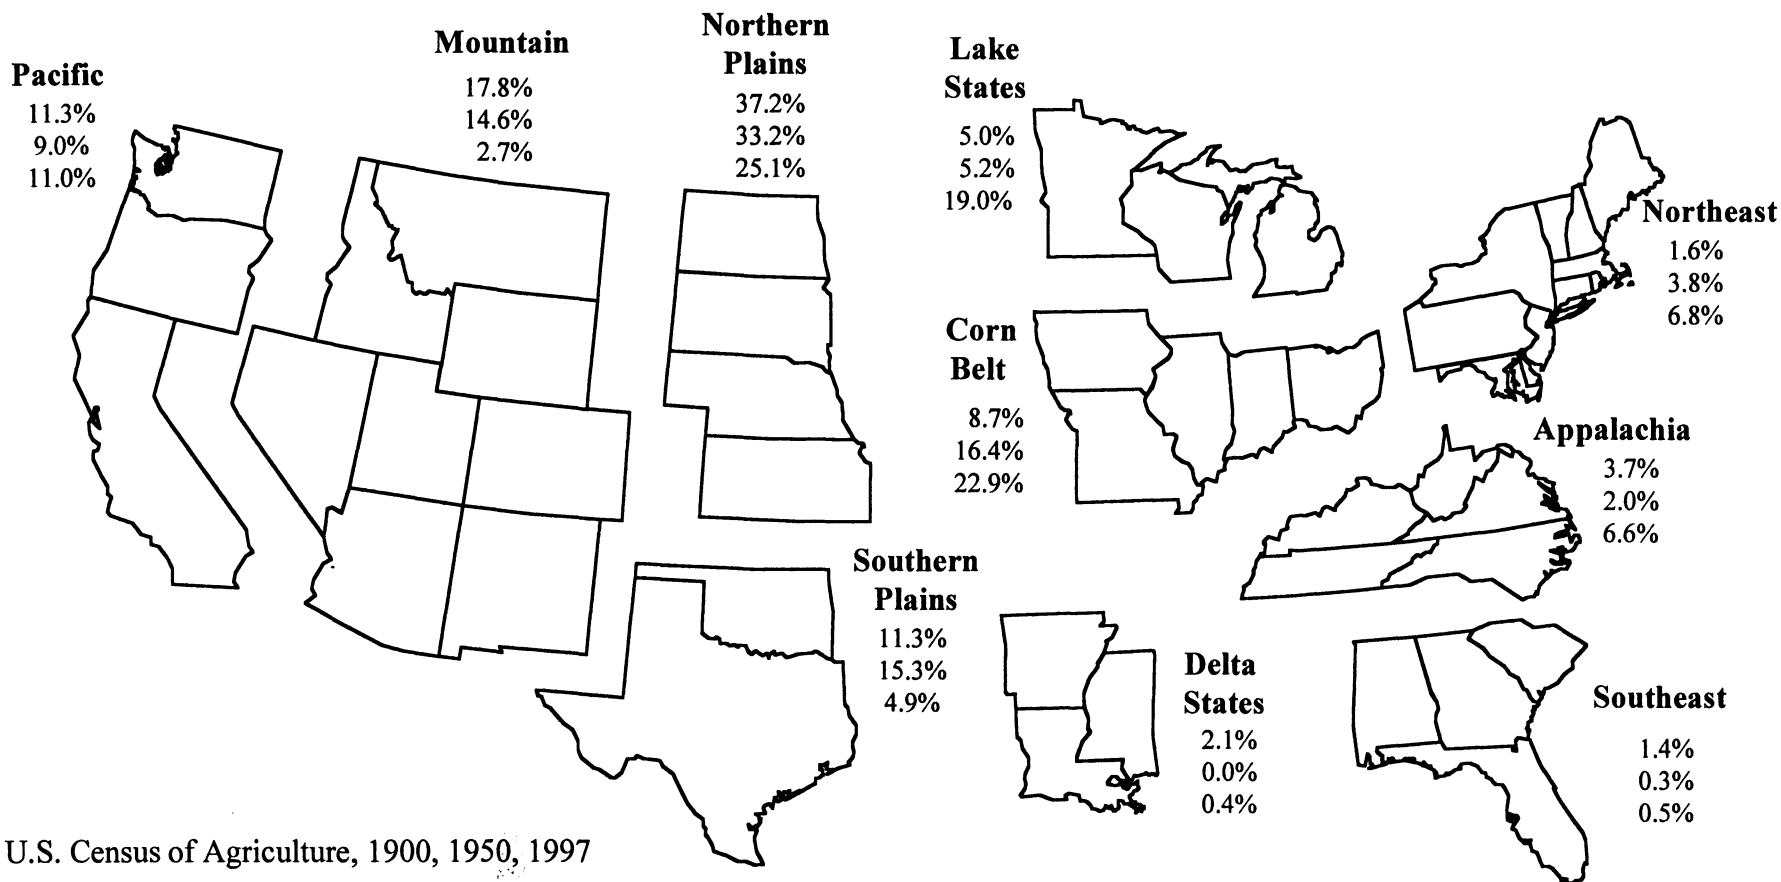 Pacific
11.3%
9.0%
11.0%
Mountain
17.8%
14.6%
2.7%
Northern
Plains
37.2%
33.2%
25.1%
Lake
States
5.0%
5.2%
19.0%
Northeast
1.6%
3.8%
6.8%
Corn
Belt
8.7%
16.4%
22.9%
Appalachia
3.7%
2.0%
6.6%
Southern
Plains
11.3%
15.3%
4.9%
Delta
States
2.1%
0.0%
0.4%
Southeast
1.4%
0.3%
0.5%
U.S. Census of Agriculture, 1900, 1950, 1997